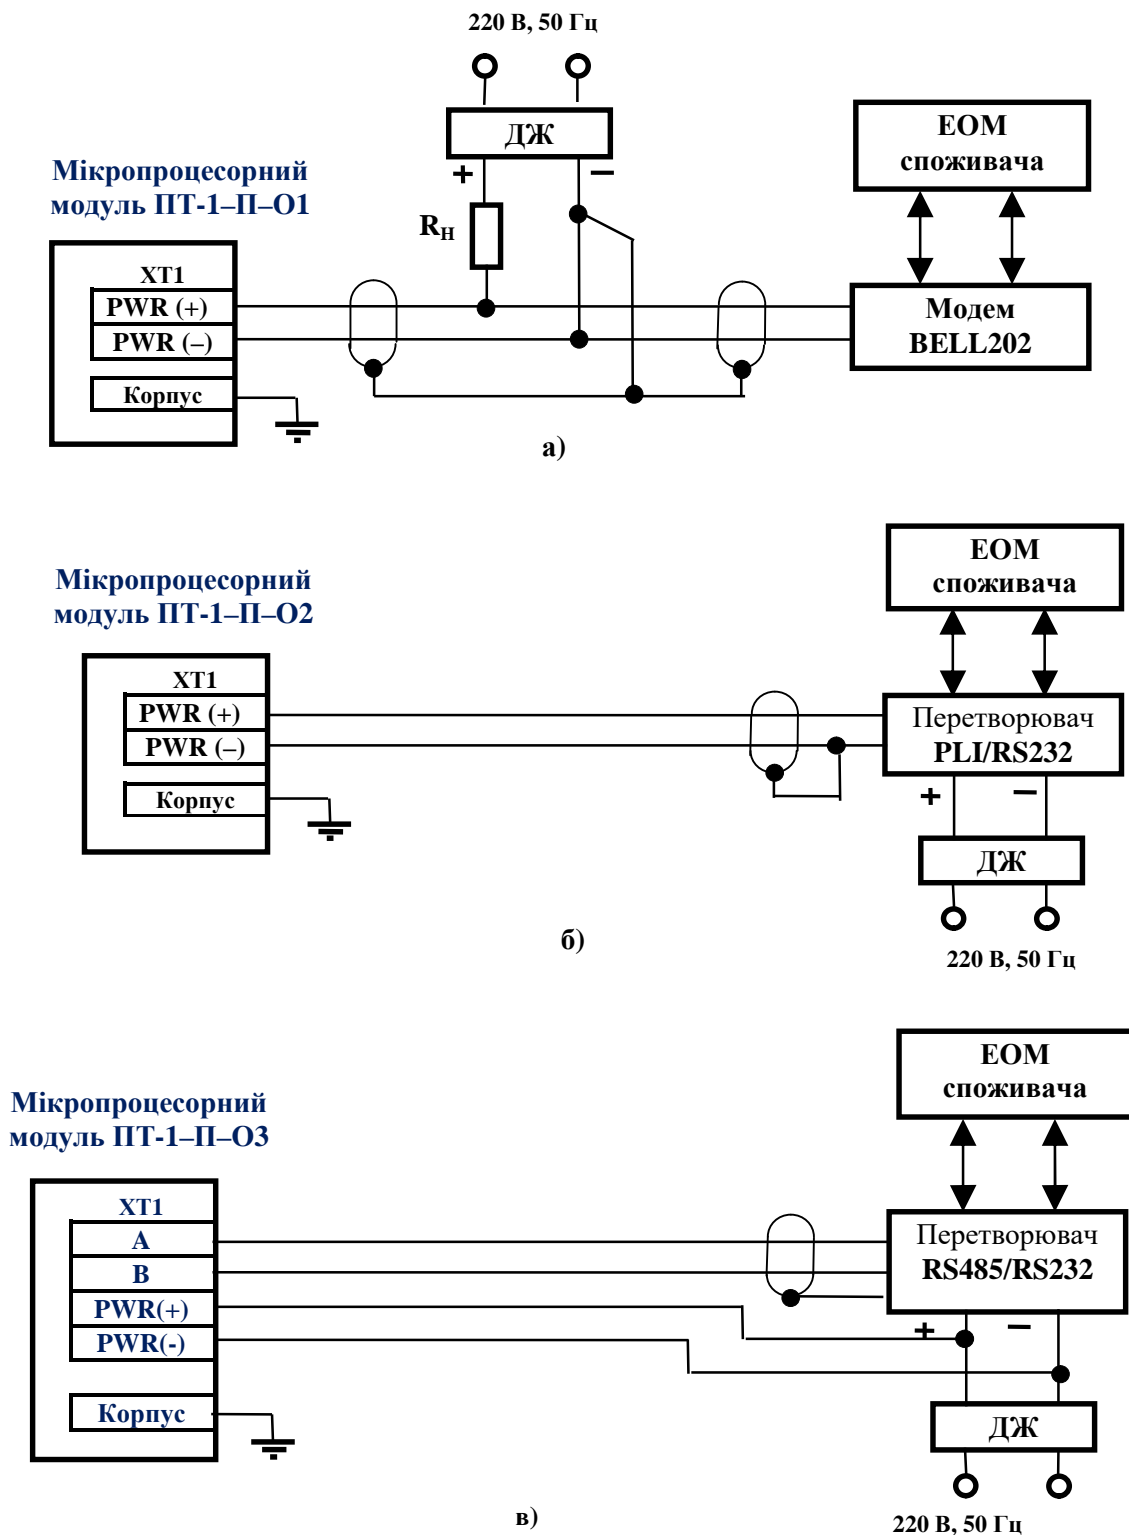 220 В, 50 Гц
ДЖ
+ –
R_Н
ЕОМ
споживача
Мікропроцесорний
модуль ПТ-1–П–О1
ХТ1
PWR (+)
PWR (–)
Корпус
Модем
BELL202
а)
ЕОМ
споживача
Мікропроцесорний
модуль ПТ-1–П–О2
ХТ1
PWR (+)
PWR (–)
Корпус
Перетворювач
PLI/RS232
+ –
ДЖ
220 В, 50 Гц
б)
ЕОМ
споживача
Мікропроцесорний
модуль ПТ-1–П–О3
ХТ1
A
B
PWR(+)
PWR(-)
Корпус
Перетворювач
RS485/RS232
+ –
ДЖ
220 В, 50 Гц
в)